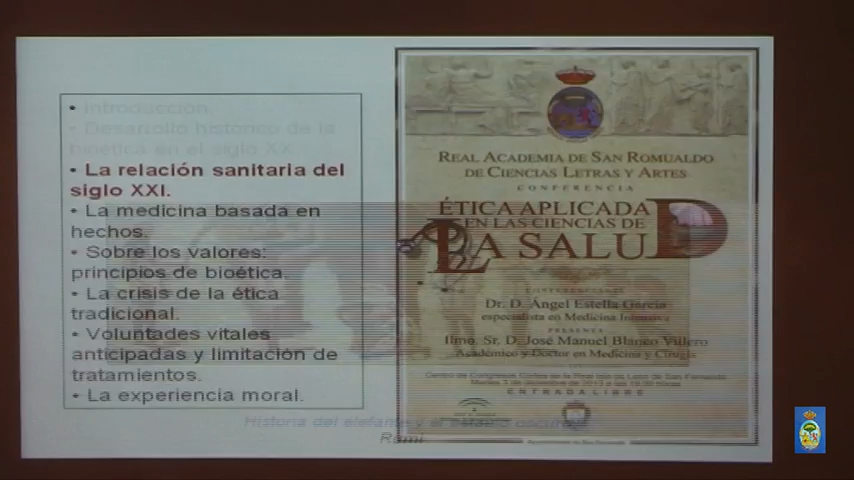 • Introducción.
• Desarrollo histórico de la
bioética en el siglo XX.
• La relación sanitaria del
siglo XXI.
• La medicina basada en
hechos.
• Sobre los valores:
principios de bioética.
• La crisis de la ética
tradicional.
• Voluntades vitales
anticipadas y limitación de
tratamientos.
• La experiencia moral.
REAL ACADEMIA DE SAN ROMUALDO
DE CIENCIAS LETRAS Y ARTES
CONFERENCIA
ÉTICA APLICADA
EN LAS CIENCIAS DE
LA SALUD
Dr. D. Ángel Estella García
especialista en Medicina Intensiva
PRESENTA
Ilmo. Sr. D. José Manuel Blanco Villero
Académico y Doctor en Medicina y Cirugía
ENTRADA LIBRE
Historia del elefante y el establo oscuro
Rumi